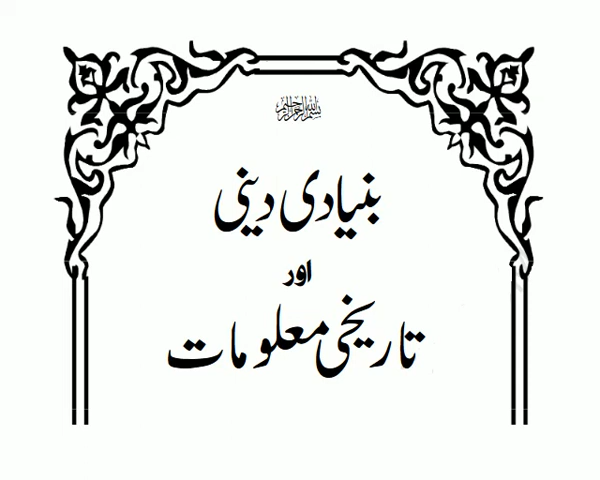 بسم اللہ الرحمن الرحیم
بنیادی دینی
اور
تاریخی معلومات